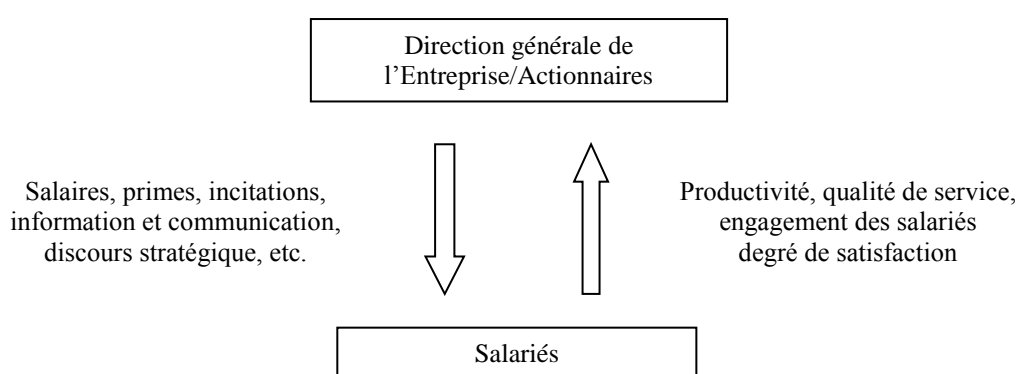 Direction générale de
l'Entreprise/Actionnaires
Salaires, primes, incitations,
information et communication,
discours stratégique, etc.
Productivité, qualité de service,
engagement des salariés
degré de satisfaction
Salariés